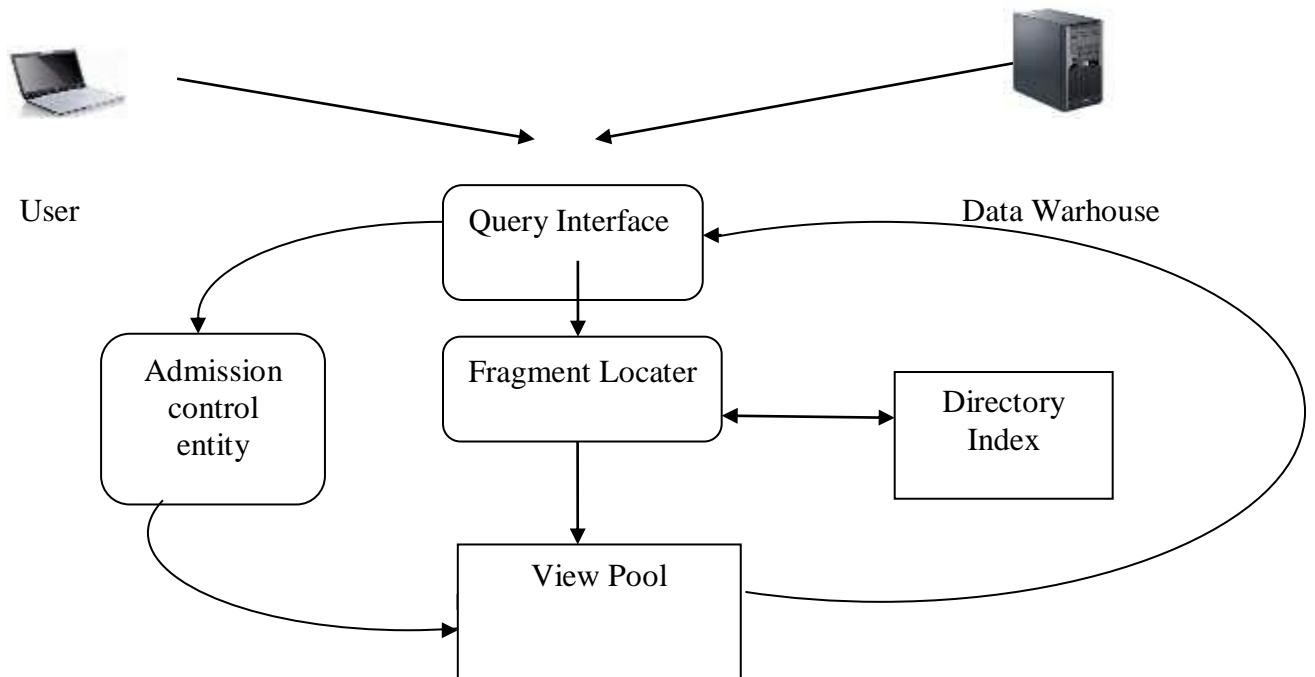 User
Query Interface
Data Warhouse
Admission
control
entity
Fragment Locater
Directory
Index
View Pool